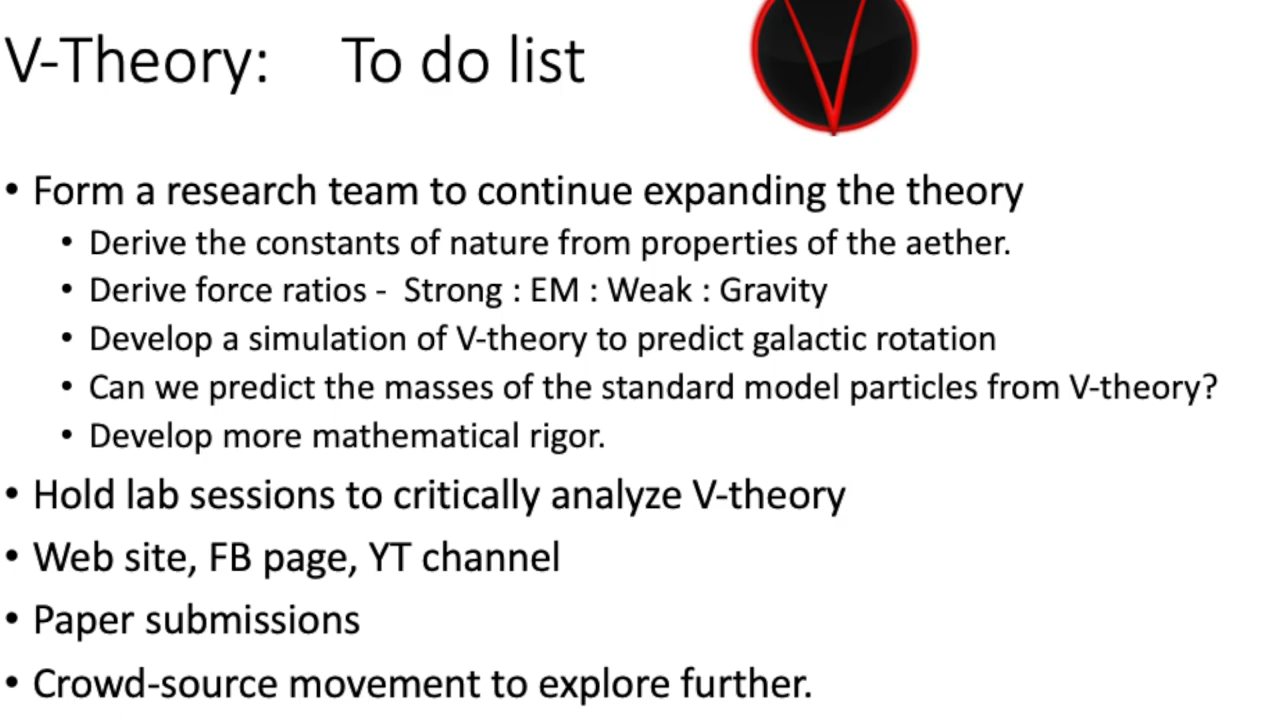 V-Theory: To do list
• Form a research team to continue expanding the theory
• Derive the constants of nature from properties of the aether.
• Derive force ratios - Strong : EM : Weak : Gravity
• Develop a simulation of V-theory to predict galactic rotation
• Can we predict the masses of the standard model particles from V-theory?
• Develop more mathematical rigor.
• Hold lab sessions to critically analyze V-theory
• Web site, FB page, YT channel
• Paper submissions
• Crowd-source movement to explore further.